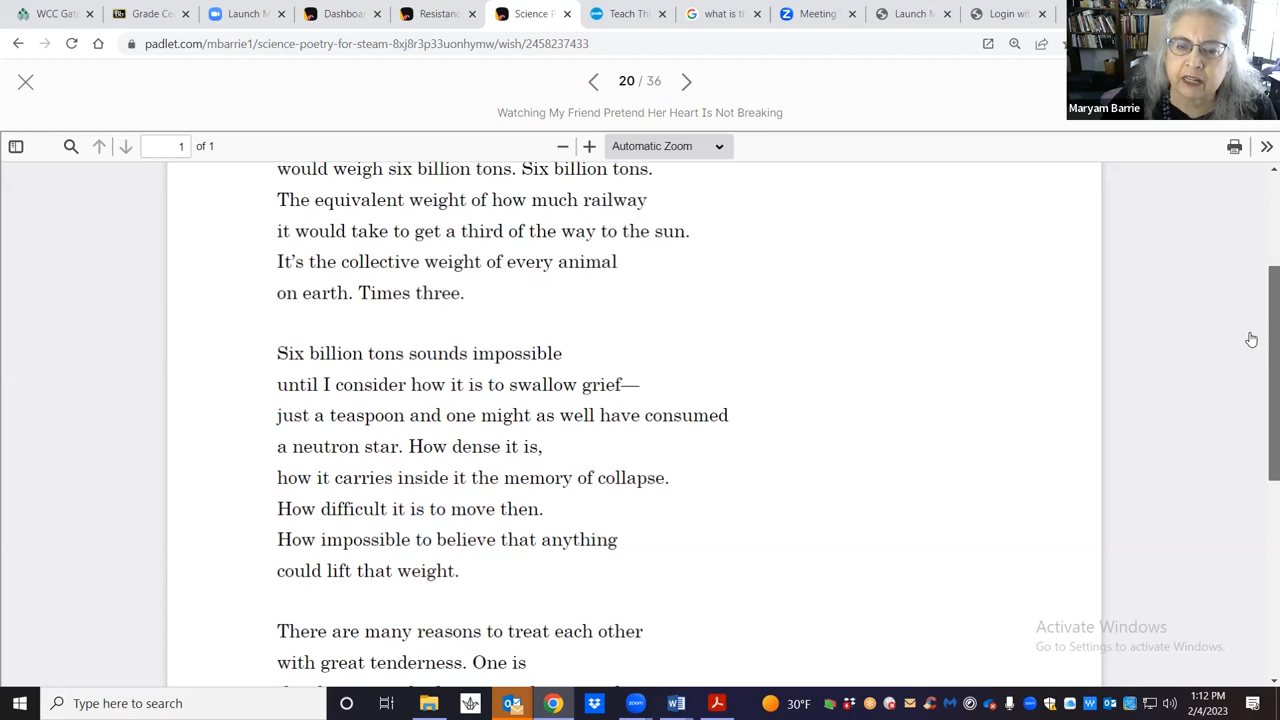 WCC Gat
Grade Ce
Launch M
Dashboa
Resistanc
Science P
Teach Th
what is th
Meeting
Launch M
Login wi
padlet.com/mbarrie1/science-poetry-for-steam-9xj8r3p33uonhymw/wish/2458237433
20 / 36
Watching My Friend Pretend Her Heart Is Not Breaking
Maryam Barrie
1 of 1
Automatic Zoom
would weigh six billion tons. Six billion tons.
The equivalent weight of how much railway
it would take to get a third of the way to the sun.
It's the collective weight of every animal
on earth. Times three.
Six billion tons sounds impossible
until I consider how it is to swallow grief—
just a teaspoon and one might as well have consumed
a neutron star. How dense it is,
how it carries inside it the memory of collapse.
How difficult it is to move then.
How impossible to believe that anything
could lift that weight.
There are many reasons to treat each other
with great tenderness. One is
Activate Windows
Go to Settings to activate Windows.
Type here to search
zoom
30°F
1:12 PM
2/4/2023